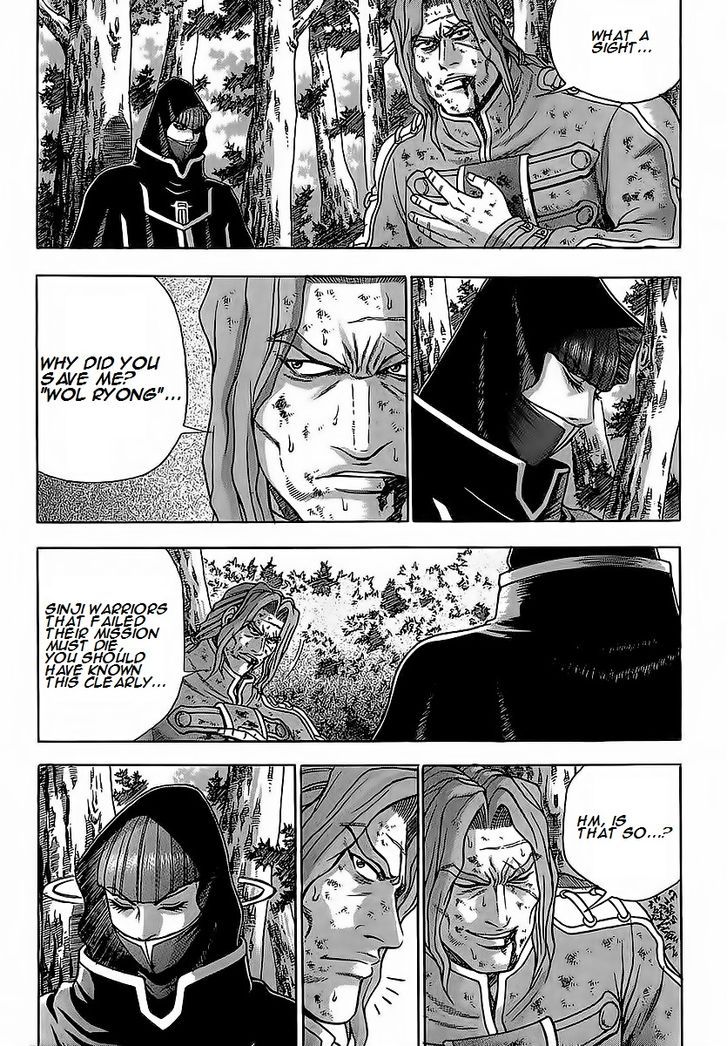 WHAT A
SIGHT...
WHY DID YOU
SAVE ME?
"WOL RYONG"...
SINJI WARRIORS
THAT FAILED
THEIR MISSION
MUST DIE,
YOU SHOULD
HAVE KNOWN
THIS CLEARLY...
HM, IS
THAT SO...?